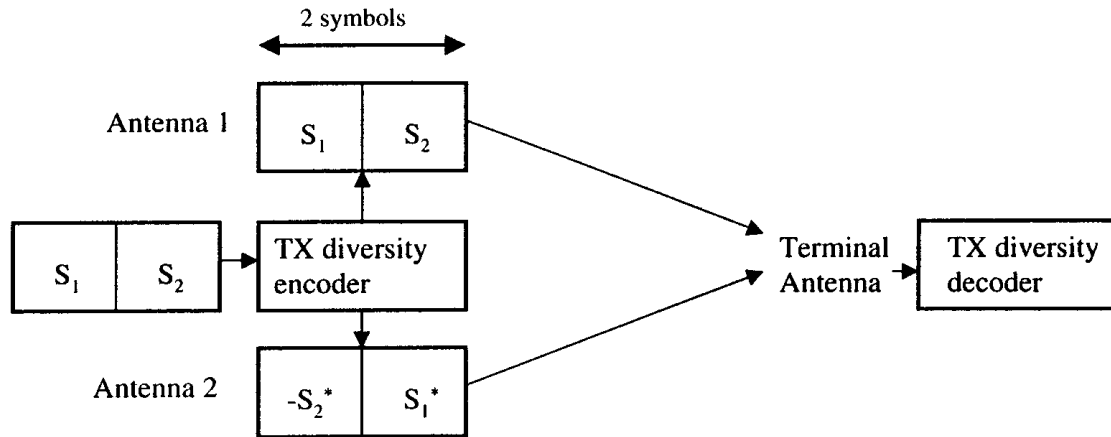 2 symbols
Antenna 1
S₁ S₂
S₁ S₂
TX diversity
encoder
Terminal
Antenna
TX diversity
decoder
Antenna 2
-S₂* S₁*